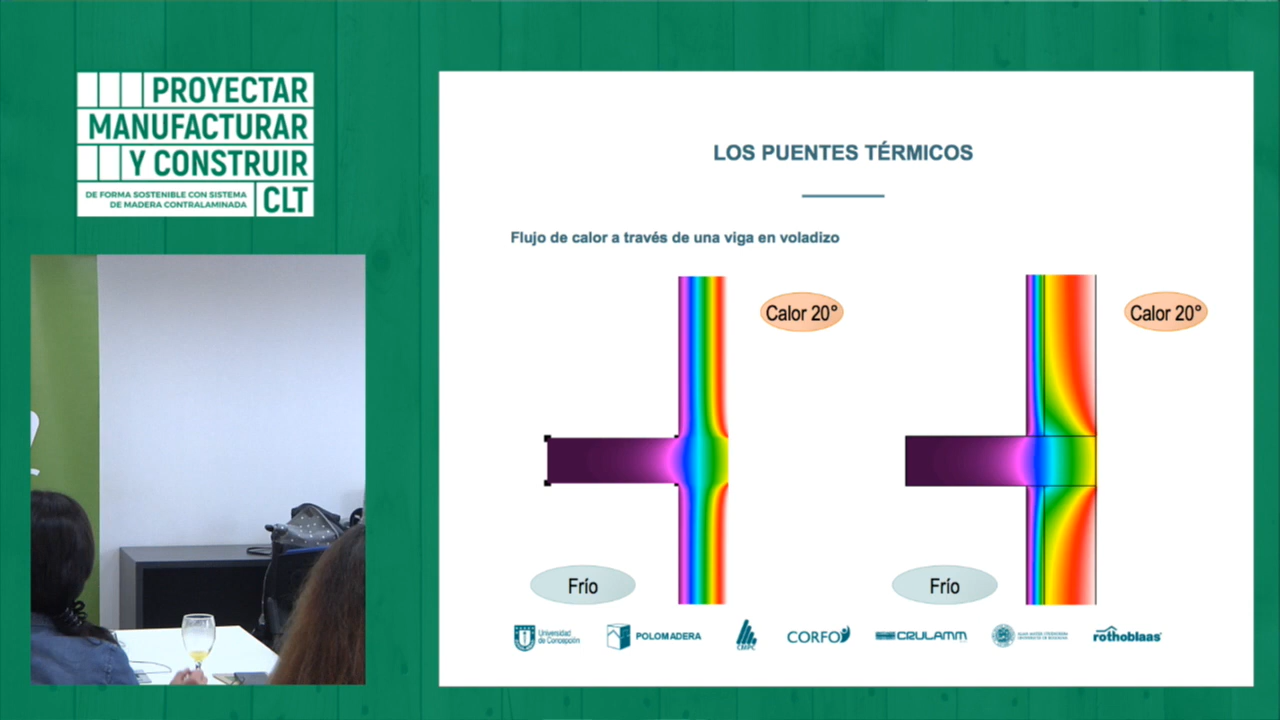 PROYECTAR
MANUFACTURAR
Y CONSTRUIR
DE FORMA SOSTENIBLE CON SISTEMA
DE MADERA CONTRALAMINADA
CLT
LOS PUENTES TÉRMICOS
Flujo de calor a través de una viga en voladizo
Calor 20°
Calor 20°
Frío
Frío
Universidad
de Concepción
POLOMADERA
CMPC
CORFO
CRULAMM
rothoblaas